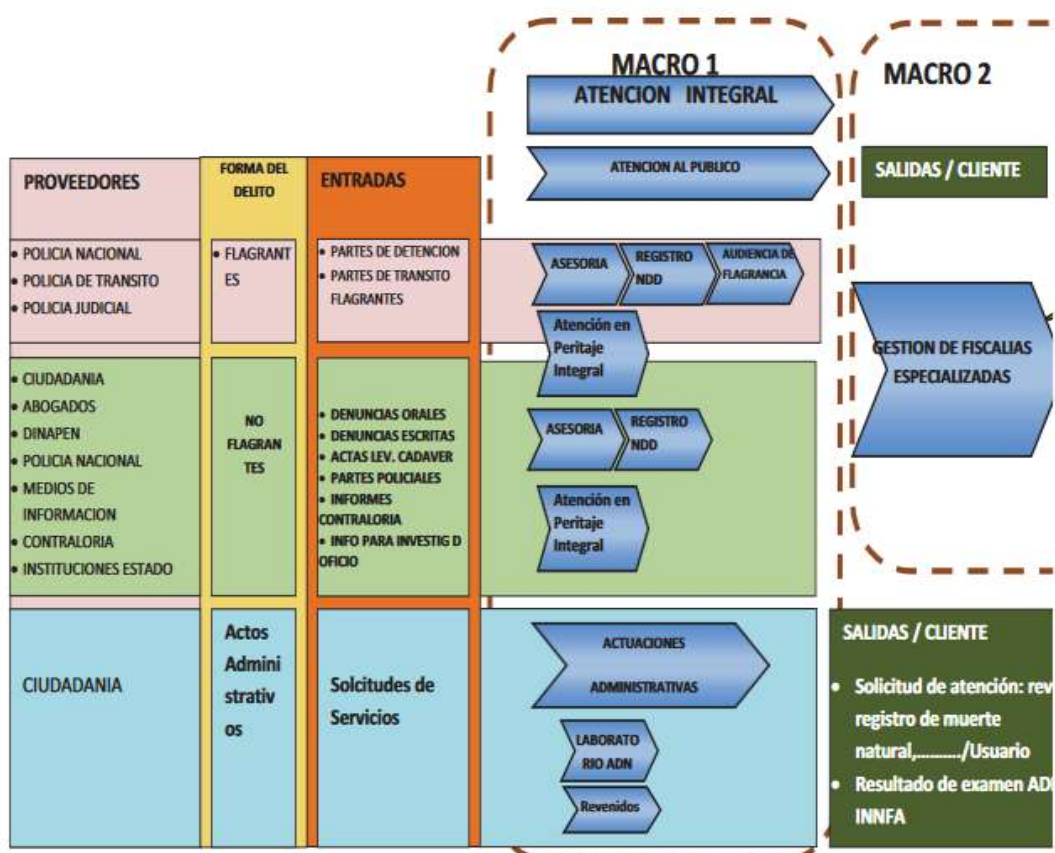 MACRO 1
ATENCION INTEGRAL
ATENCION AL PUBLICO
MACRO 2
SALIDAS / CLIENTE
PROVEEDORES
FORMA DEL
DELITO
ENTRADAS
• POLICIA NACIONAL
• POLICIA DE TRANSITO
• POLICIA JUDICIAL
• FLAGRANT
ES
• PARTES DE DETENCION
• PARTES DE TRANSITO
FLAGRANTES
ASESORIA
REGISTRO
NDD
AUDIENCIA DE
FLAGRANCIA
Atención en
Peritaje
Integral
GESTION DE FISCALIAS
ESPECIALIZADAS
• CIUDADANIA
• ABOGADOS
• DINAPEN
• POLICIA NACIONAL
• MEDIOS DE
INFORMACION
• CONTRALORIA
• INSTITUCIONES ESTADO
NO
FLAGRAN
TES
• DENUNCIAS ORALES
• DENUNCIAS ESCRITAS
• ACTAS LEV. CADAVER
• PARTES POLICIALES
• INFORMES
CONTRALORIA
• INFO PARA INVESTIG D
OFICIO
ASESORIA
REGISTRO
NDD
Atención en
Peritaje
Integral
CIUDADANIA
Actos
Admini
strativ
os
Solcitudes de
Servicios
ACTUACIONES
ADMINISTRATIVAS
LABORATO
RIO ADN
Revenidos
SALIDAS / CLIENTE
• Solicitud de atención: rev
registro de muerte
natural,........../Usuario
• Resultado de examen AD
INNFA